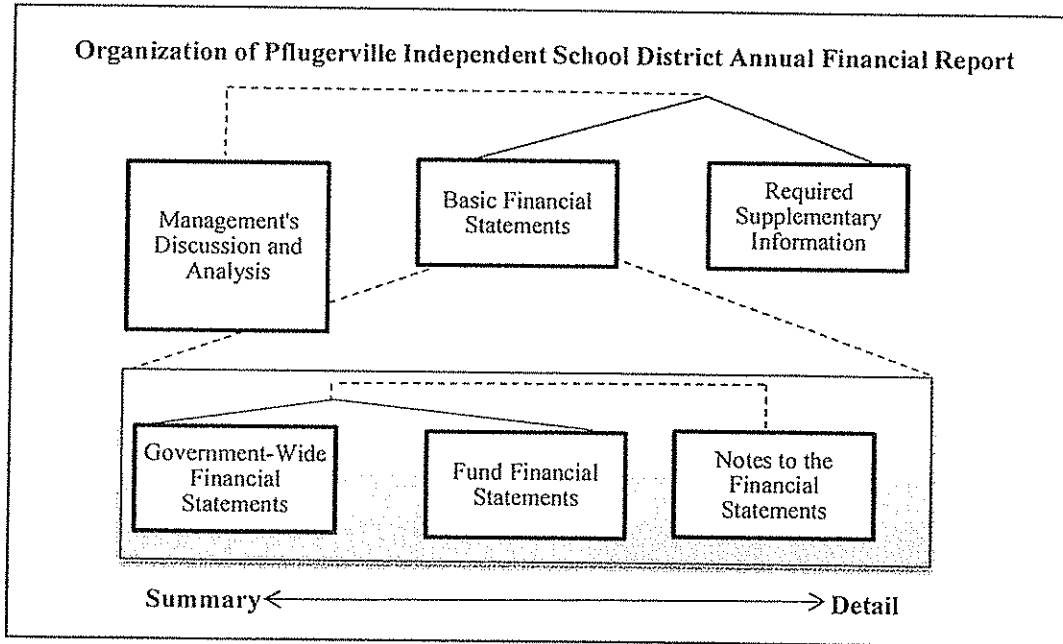 Organization of Pflugerville Independent School District Annual Financial Report
Management's
Discussion and
Analysis
Basic Financial
Statements
Required
Supplementary
Information
Government-Wide
Financial
Statements
Fund Financial
Statements
Notes to the
Financial
Statements
Summary
Detail